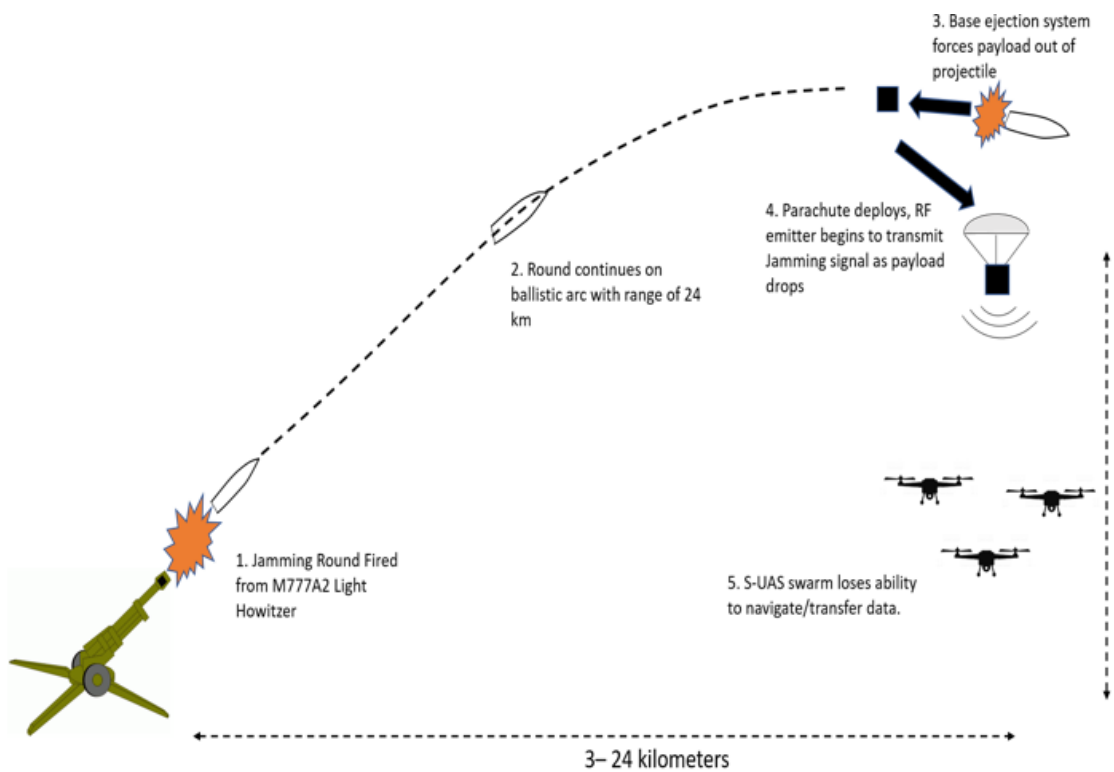 3. Base ejection system
forces payload out of
projectile
4. Parachute deploys, RF
emitter begins to transmit
Jamming signal as payload
drops
2. Round continues on
ballistic arc with range of 24
km
1. Jamming Round Fired
from M777A2 Light
Howitzer
5. S-UAS swarm loses ability
to navigate/transfer data.
3– 24 kilometers